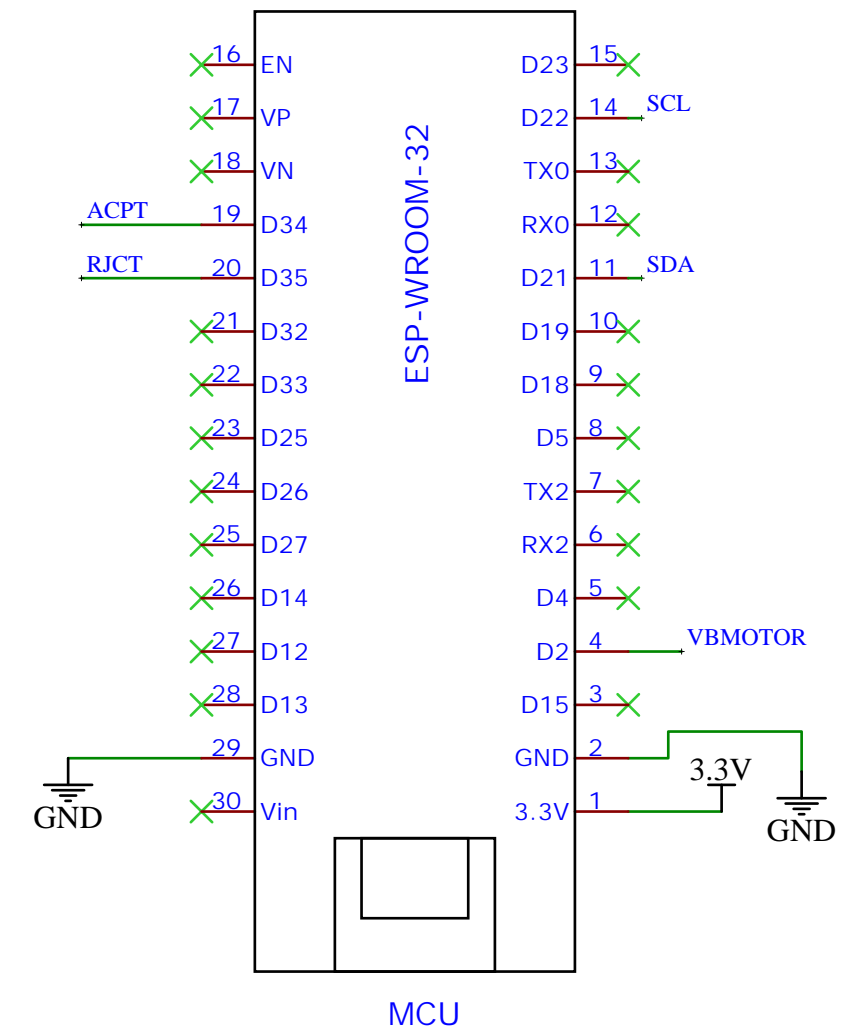 16 EN D23 15
17 VP D22 14 SCL
18 VN TX0 13
ACPT 19 D34 RX0 12
RJCT 20 D35 D21 11 SDA
21 D32 D19 10
22 D33 D18 9
23 D25 D5 8
24 D26 TX2 7
25 D27 RX2 6
26 D14 D4 5
27 D12 D2 4 VBMOTOR
28 D13 D15 3
29 GND GND 2
GND 30 Vin 3.3V 1 3.3V GND
ESP-WROOM-32
MCU